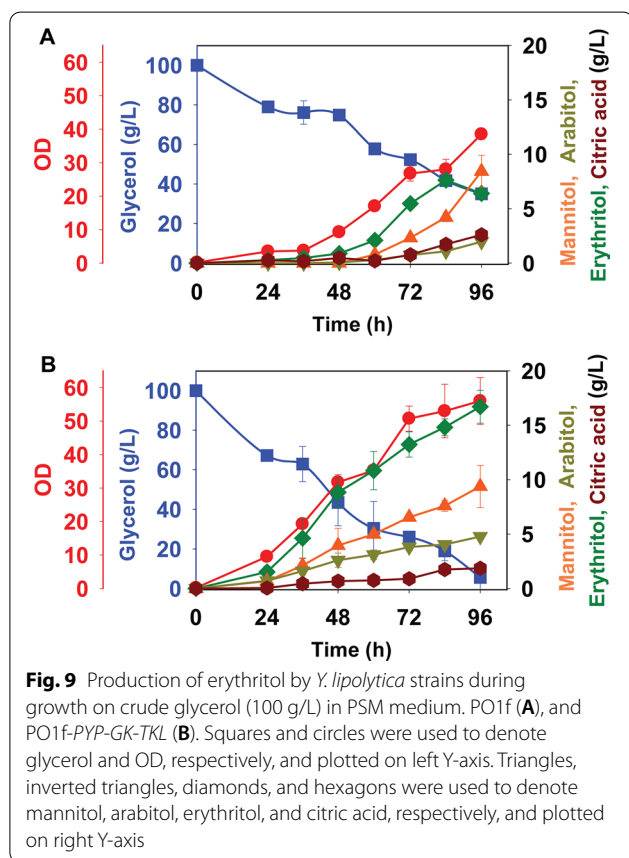 A
60
50
40
30
20
10
0
OD
100
80
60
40
20
0
Glycerol (g/L)
20
15
10
5
0
Mannitol, Arabitol,
Erythritol, Citric acid (g/L)
0 24 48 72 96
Time (h)
B
60
50
40
30
20
10
0
OD
100
80
60
40
20
0
Glycerol (g/L)
20
15
10
5
0
Mannitol, Arabitol,
Erythritol, Citric acid (g/L)
0 24 48 72 96
Time (h)
Fig. 9 Production of erythritol by Y. lipolytica strains during
growth on crude glycerol (100 g/L) in PSM medium. PO1f (A), and
PO1f-PYP-GK-TKL (B). Squares and circles were used to denote
glycerol and OD, respectively, and plotted on left Y-axis. Triangles,
inverted triangles, diamonds, and hexagons were used to denote
mannitol, arabitol, erythritol, and citric acid, respectively, and plotted
on right Y-axis